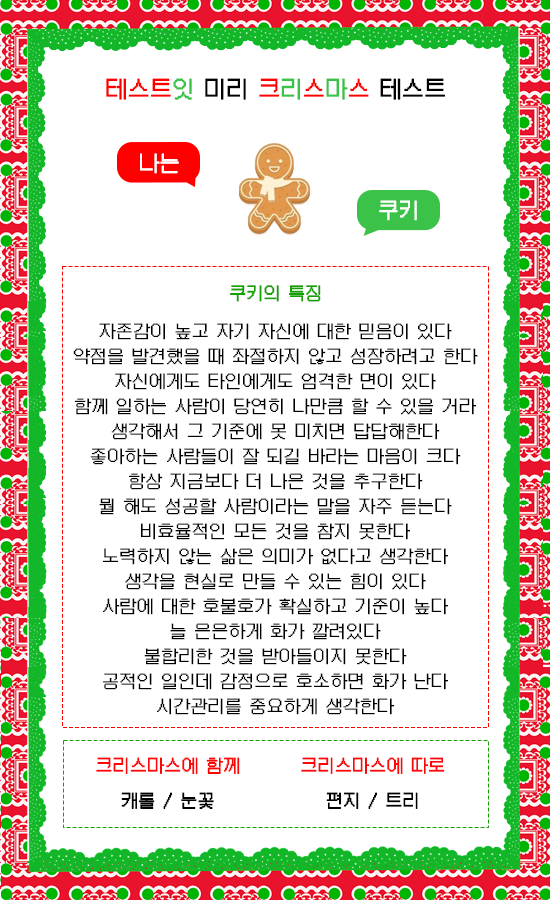 테스트잇 미리 크리스마스 테스트
나는
쿠키
쿠키의 특징
자존감이 높고 자기 자신에 대한 믿음이 있다
약점을 발견했을 때 좌절하지 않고 성장하려고 한다
자신에게도 타인에게도 엄격한 면이 있다
함께 일하는 사람이 당연히 나만큼 할 수 있을 거라
생각해서 그 기준에 못 미치면 답답해한다
좋아하는 사람들이 잘 되길 바라는 마음이 크다
항상 지금보다 더 나은 것을 추구한다
뭘 해도 성공할 사람이라는 말을 자주 듣는다
비효율적인 모든 것을 참지 못한다
노력하지 않는 삶은 의미가 없다고 생각한다
생각을 현실로 만들 수 있는 힘이 있다
사람에 대한 호불호가 확실하고 기준이 높다
늘 은은하게 화가 깔려있다
불합리한 것을 받아들이지 못한다
공적인 일인데 감정으로 호소하면 화가 난다
시간관리를 중요하게 생각한다
크리스마스에 함께
캐롤 / 눈꽃
크리스마스에 따로
편지 / 트리